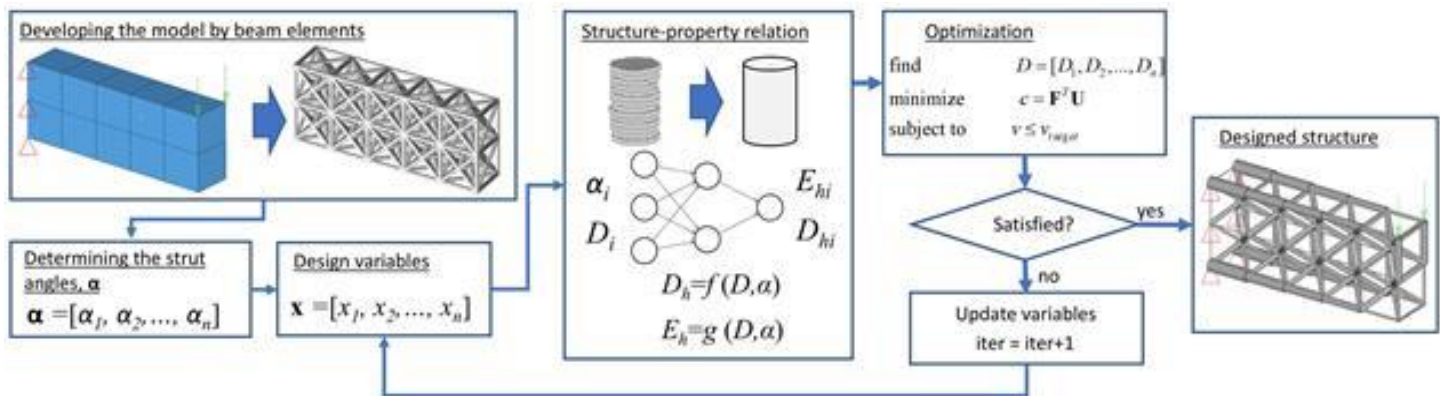 Developing the model by beam elements
Determining the strut
angles, α
α =[α1, α2,..., αn]
Design variables
x =[x1, x2,..., xn]
Structure-property relation
αi
Di
Ehi
Dhi
Dh=f (D,α)
Eh=g (D,α)
Optimization
find D = [D1, D2,..., Dn]
minimize c = F^T U
subject to v ≤ vtarget
Satisfied?
yes
no
Update variables
iter = iter+1
Designed structure